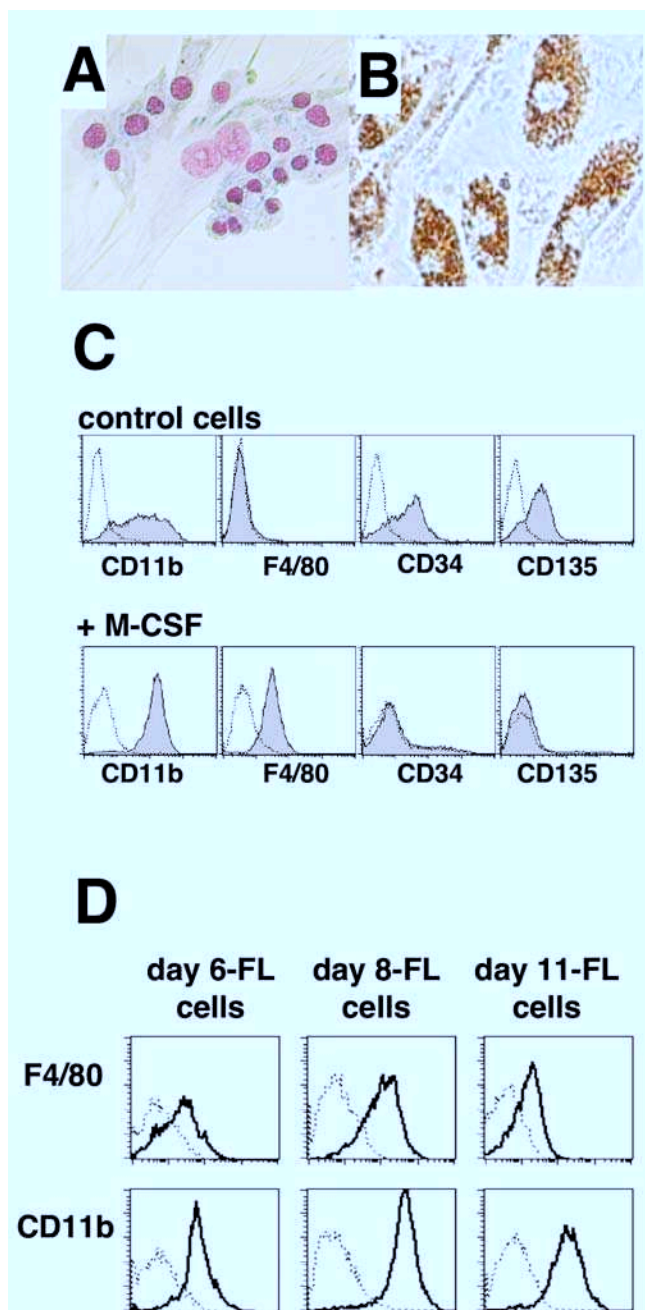 A B
C
control cells
CD11b F4/80 CD34 CD135
+ M-CSF
CD11b F4/80 CD34 CD135
D
day 6-FL cells day 8-FL cells day 11-FL cells
F4/80
CD11b